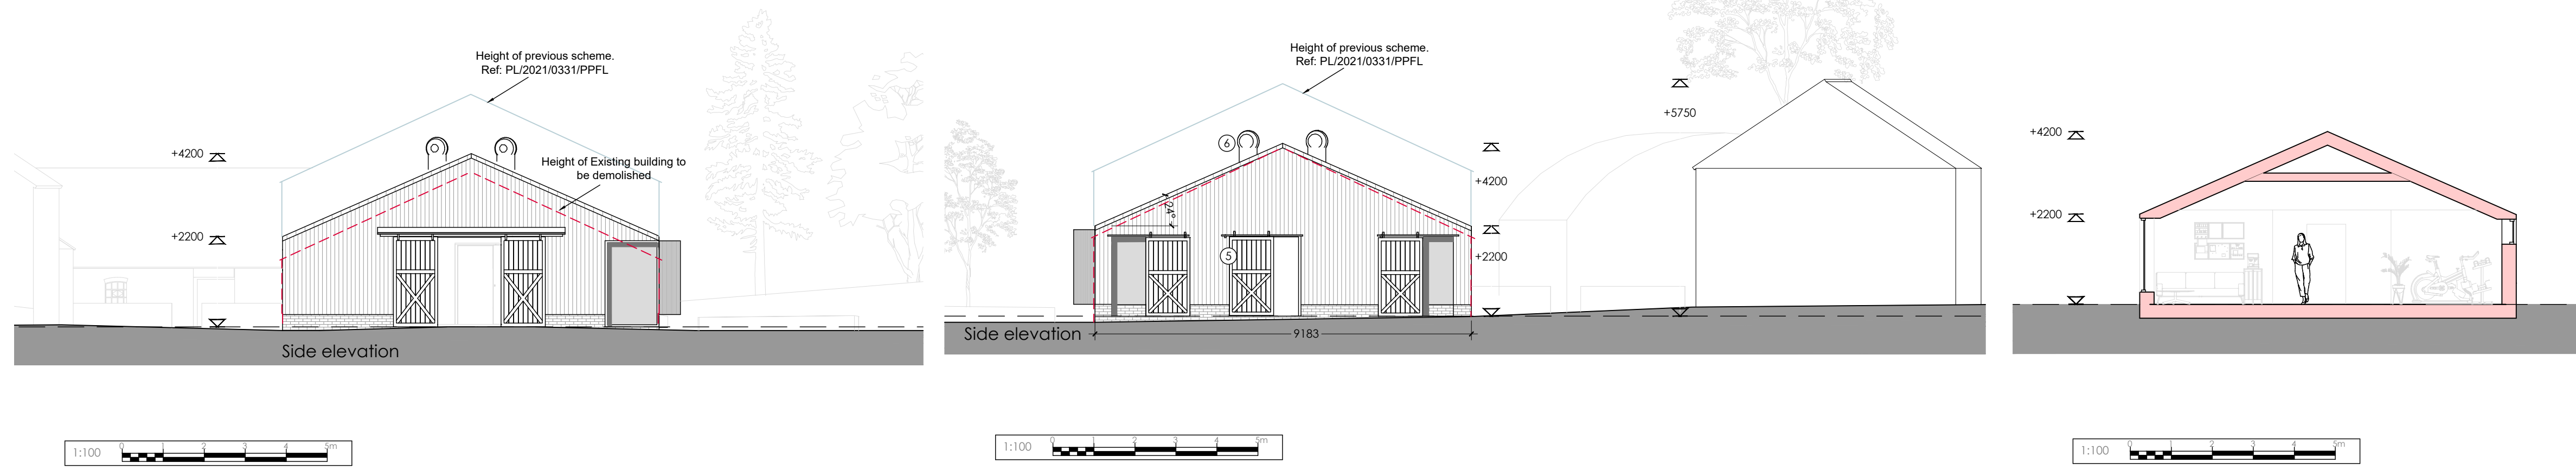 Height of previous scheme.
Ref: PL/2021/0331/PPFL
+4200
Height of Existing building to
be demolished
+2200
Side elevation
1:100
0 1 2 3 4 5m
Height of previous scheme.
Ref: PL/2021/0331/PPFL
+5750
6
+4200
24°
5
+2200
Side elevation
9183
1:100
0 1 2 3 4 5m
+4200
+2200
1:100
0 1 2 3 4 5m